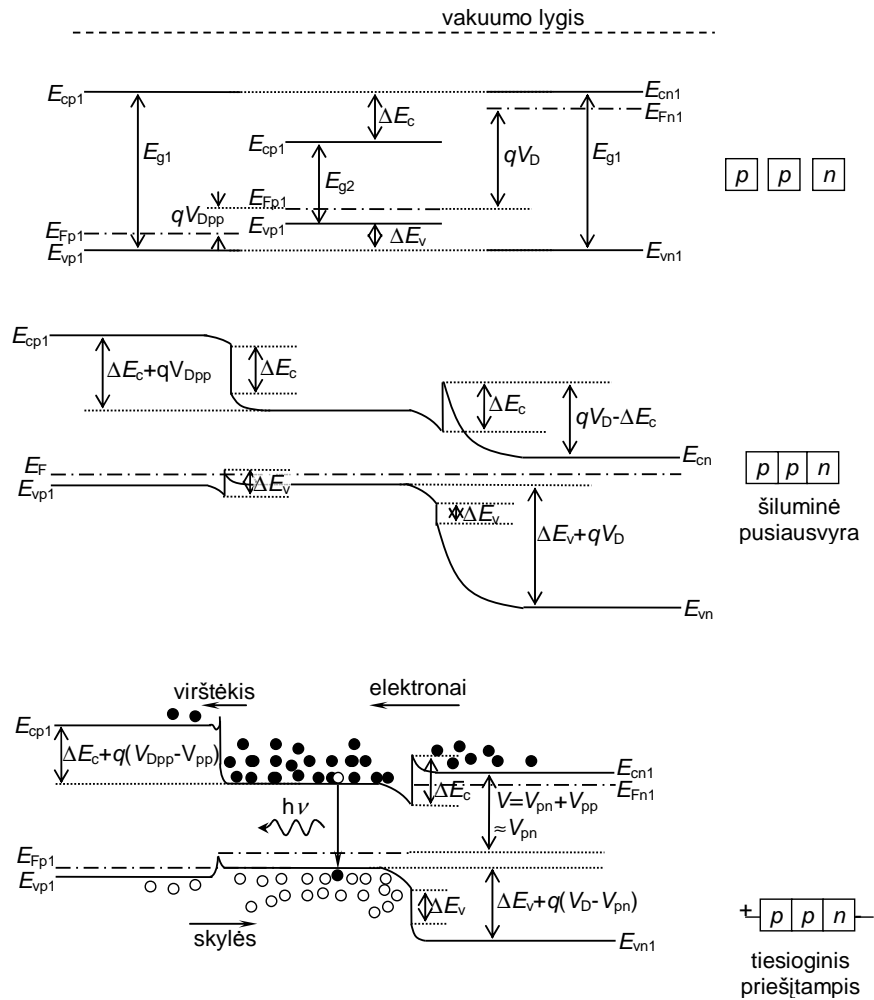 vakuumo lygis
Ecp1
Ecn1
EFn1
ΔEc
Ecp1
Eg1
Eg2
qVD
Eg1
p p n
EFp1
qVDpp
EFp1
Evp1
ΔEv
Evp1
Evn1
Ecp1
ΔEc+qVDpp
ΔEc
ΔEc
qVD-ΔEc
Ecn
EF
Evp1
ΔEv
ΔEv
ΔEv+qVD
Evn
p p n
šiluminė
pusiausvyra
virštėkis
elektronai
Ecp1
ΔEc+q(VDpp-Vpp)
Ecn1
ΔEc
EFn1
V=Vpn+Vpp
≈Vpn
hν
EFp1
Evp1
ΔEv
ΔEv+q(VD-Vpn)
skylės
Evn1
+ p p n -
tiesioginis
priešįtampis